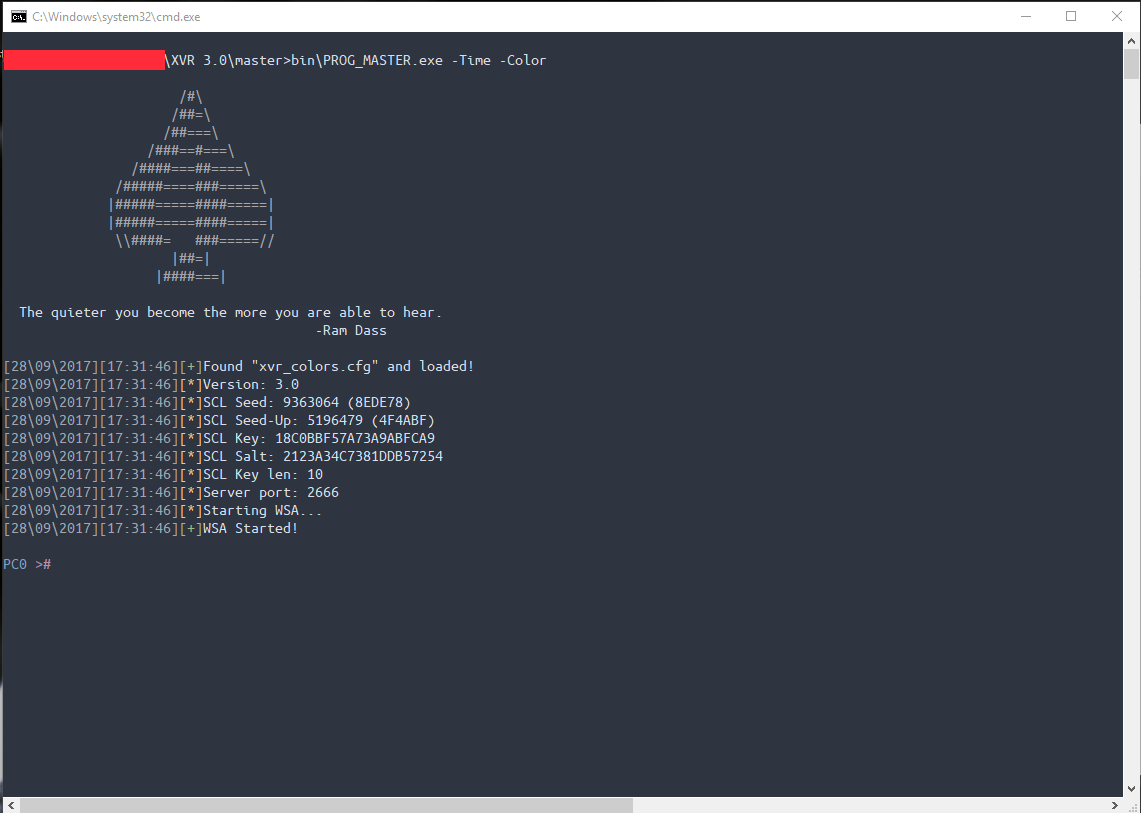 C:\Windows\system32\cmd.exe
\XVR 3.0\master>bin\PROG_MASTER.exe -Time -Color
/#\
/##=\
/##===\
/###==#===\
/####===##====\
/#####====###=====\
|#####=====####=====|
|#####=====####=====|
\\####=   ###=====//
|##=|
|####===|
The quieter you become the more you are able to hear.
-Ram Dass
[28\09\2017][17:31:46][+]Found "xvr_colors.cfg" and loaded!
[28\09\2017][17:31:46][*]Version: 3.0
[28\09\2017][17:31:46][*]SCL Seed: 9363064 (8EDE78)
[28\09\2017][17:31:46][*]SCL Seed-Up: 5196479 (4F4ABF)
[28\09\2017][17:31:46][*]SCL Key: 18C0BBF57A73A9ABFCA9
[28\09\2017][17:31:46][*]SCL Salt: 2123A34C7381DDB57254
[28\09\2017][17:31:46][*]SCL Key len: 10
[28\09\2017][17:31:46][*]Server port: 2666
[28\09\2017][17:31:46][*]Starting WSA...
[28\09\2017][17:31:46][+]WSA Started!
PC0 >#